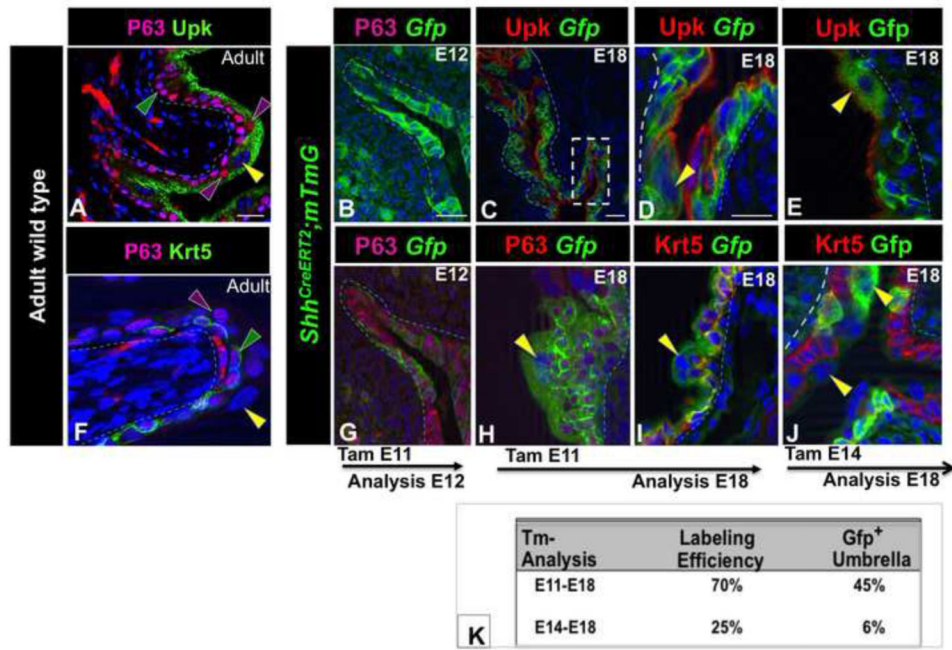 P63 Upk
P63 Gfp
Upk Gfp
Upk Gfp
Upk Gfp
Adult
E12
E18
E18
E18
A
B
C
D
E
Adult wild type
ShhCreERT2;mTmG
P63 Krt5
P63 Gfp
P63 Gfp
Krt5 Gfp
Krt5 Gfp
Adult
E12
E18
E18
E18
F
G
H
I
J
Tam E11
Analysis E12
Tam E11
Analysis E18
Tam E14
Analysis E18
Tm-
Analysis
Labeling
Efficiency
Gfp+
Umbrella
E11-E18 70% 45%
E14-E18 25% 6%
K